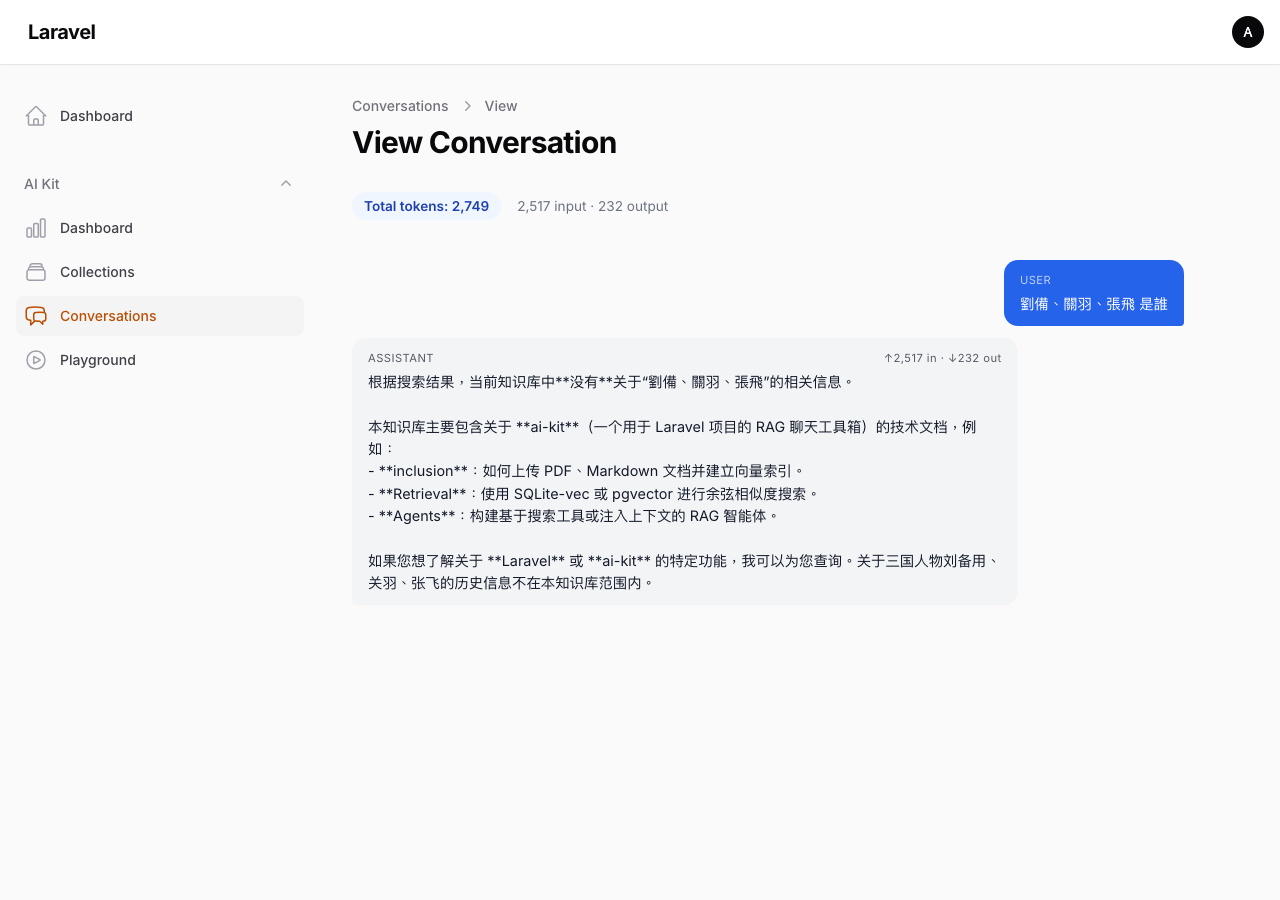 Laravel
A
Dashboard
AI Kit
Dashboard
Collections
Conversations
Playground
Conversations
View
View Conversation
Total tokens: 2,749
2,517 input · 232 output
USER
劉備、關羽、張飛 是誰
ASSISTANT
↑2,517 in · ↓232 out
根据搜索结果，当前知识库中**没有**关于“劉備、關羽、張飛”的相关信息。
本知识库主要包含关于 **ai-kit**（一个用于 Laravel 项目的 RAG 聊天工具箱）的技术文档，例
如：
- **inclusion**：如何上传 PDF、Markdown 文档并建立向量索引。
- **Retrieval**：使用 SQLite-vec 或 pgvector 进行余弦相似度搜索。
- **Agents**：构建基于搜索工具或注入上下文的 RAG 智能体。
如果您想了解关于 **Laravel** 或 **ai-kit** 的特定功能，我可以为您查询。关于三国人物刘备用、
关羽、张飞的历史信息不在本知识库范围内。